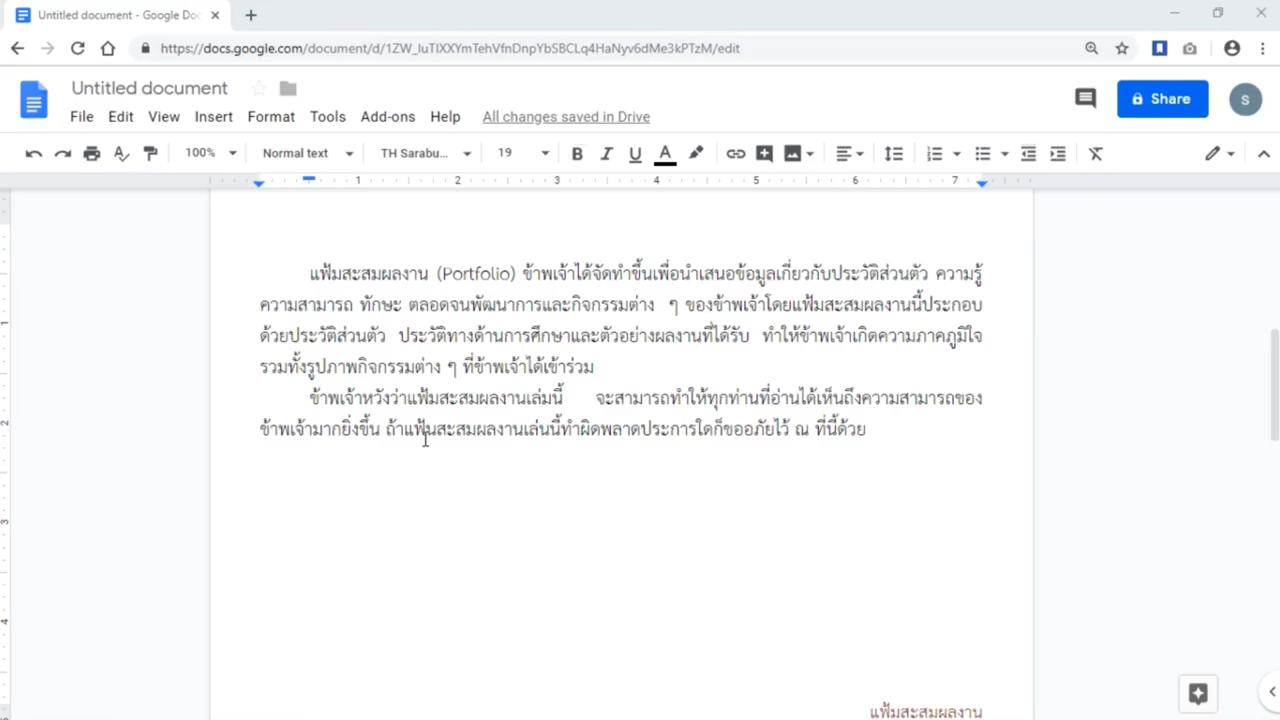 Untitled document - Google Doc
https://docs.google.com/document/d/1ZW_luTIXXYmTehVfnDnpYbSBCLq4HaNyv6dMe3kPTzM/edit
Untitled document
File Edit View Insert Format Tools Add-ons Help All changes saved in Drive
Share
S
100% Normal text TH Sarabu... 19 B I U A
1 2 3 4 5 6 7
แฟ้มสะสมผลงาน (Portfolio) ข้าพเจ้าได้จัดทำขึ้นเพื่อนำเสนอข้อมูลเกี่ยวกับประวัติส่วนตัว ความรู้
ความสามารถ ทักษะ ตลอดจนพัฒนาการและกิจกรรมต่าง ๆ ของข้าพเจ้าโดยแฟ้มสะสมผลงานนี้ประกอบ
ด้วยประวัติส่วนตัว ประวัติทางด้านการศึกษาและตัวอย่างผลงานที่ได้รับ ทำให้ข้าพเจ้าเกิดความภาคภูมิใจ
รวมทั้งรูปภาพกิจกรรมต่าง ๆ ที่ข้าพเจ้าได้เข้าร่วม
ข้าพเจ้าหวังว่าแฟ้มสะสมผลงานเล่มนี้ จะสามารถทำให้ทุกท่านที่อ่านได้เห็นถึงความสามารถของ
ข้าพเจ้ามากยิ่งขึ้น ถ้าแฟ้มสะสมผลงานเล่นนี้ทำผิดพลาดประการใดก็ขออภัยไว้ ณ ที่นี้ด้วย
1
2
3
4
แฟ้มสะสมผลงาน